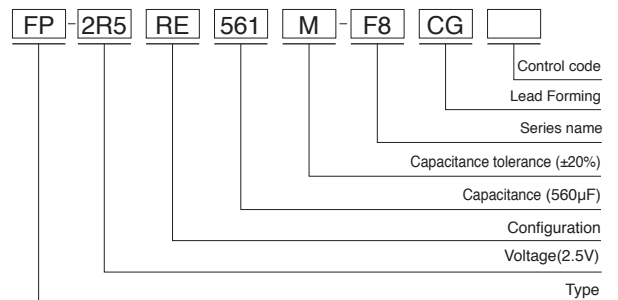 FP - 2R5 RE 561 M - F8 CG
Control code
Lead Forming
Series name
Capacitance tolerance (±20%)
Capacitance (560µF)
Configuration
Voltage(2.5V)
Type